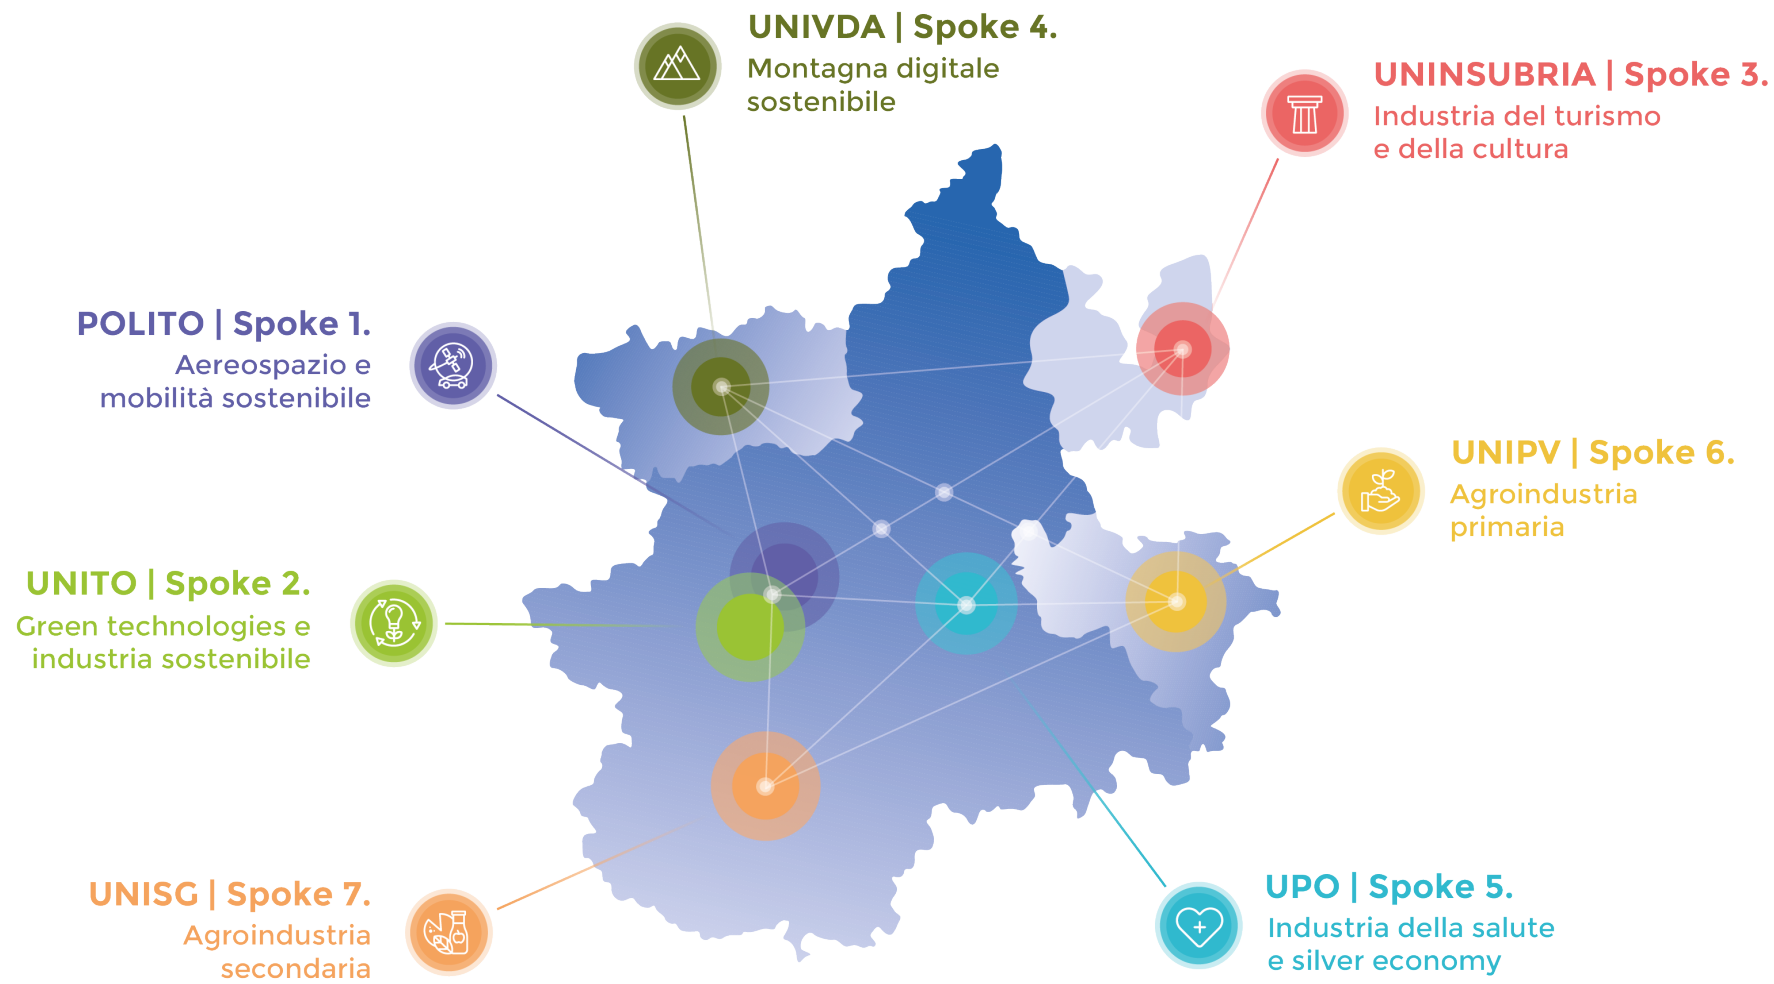 UNIVDA | Spoke 4.
Montagna digitale
sostenibile
UNINSUBRIA | Spoke 3.
Industria del turismo
e della cultura
POLITO | Spoke 1.
Aereospazio e
mobilità sostenibile
UNIPV | Spoke 6.
Agroindustria
primaria
UNITO | Spoke 2.
Green technologies e
industria sostenibile
UNISG | Spoke 7.
Agroindustria
secondaria
UPO | Spoke 5.
Industria della salute
e silver economy